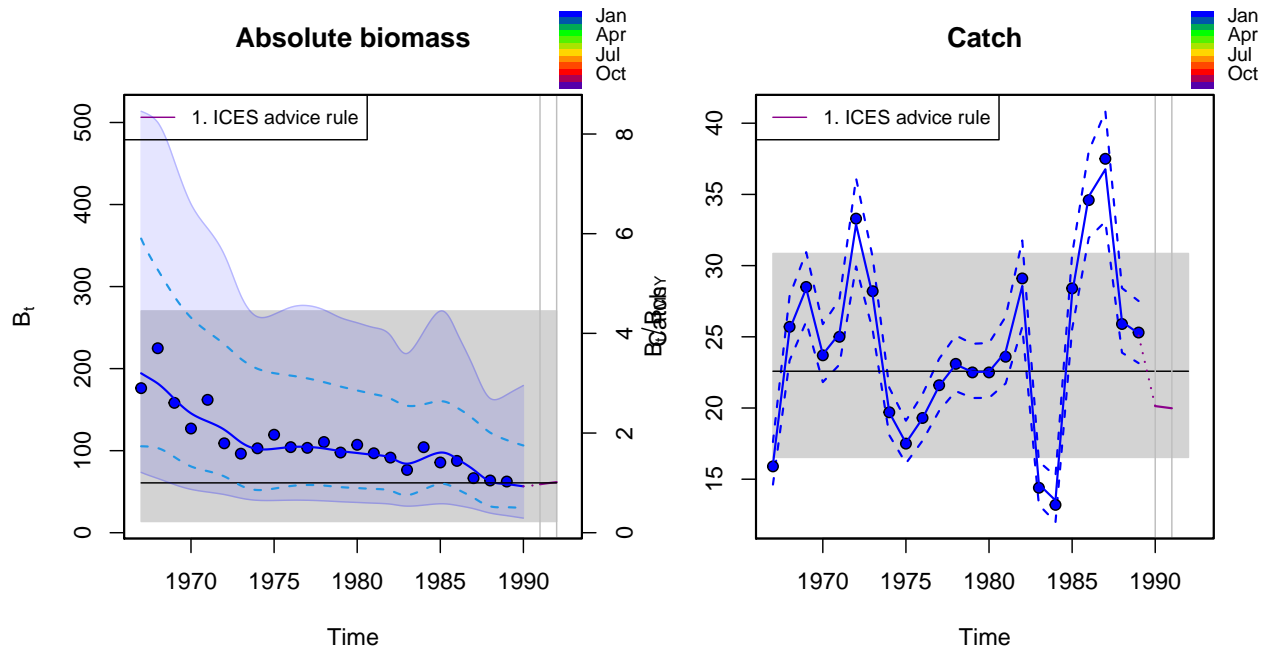 Absolute biomass
Jan
Apr
Jul
Oct
1. ICES advice rule
500
400
300
200
100
0
Bt
8
6
4
2
0
1970 1975 1980 1985 1990
Time
Catch
Jan
Apr
Jul
Oct
1. ICES advice rule
40
35
30
25
20
15
1970 1975 1980 1985 1990
Time